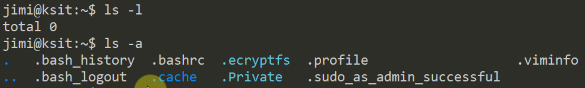 jimi@ksit:~$ ls -l
total 0
jimi@ksit:~$ ls -a
.   .bash_history  .bashrc  .ecryptfs  .profile                   .viminfo
..  .bash_logout   .cache   .Private   .sudo_as_admin_successful